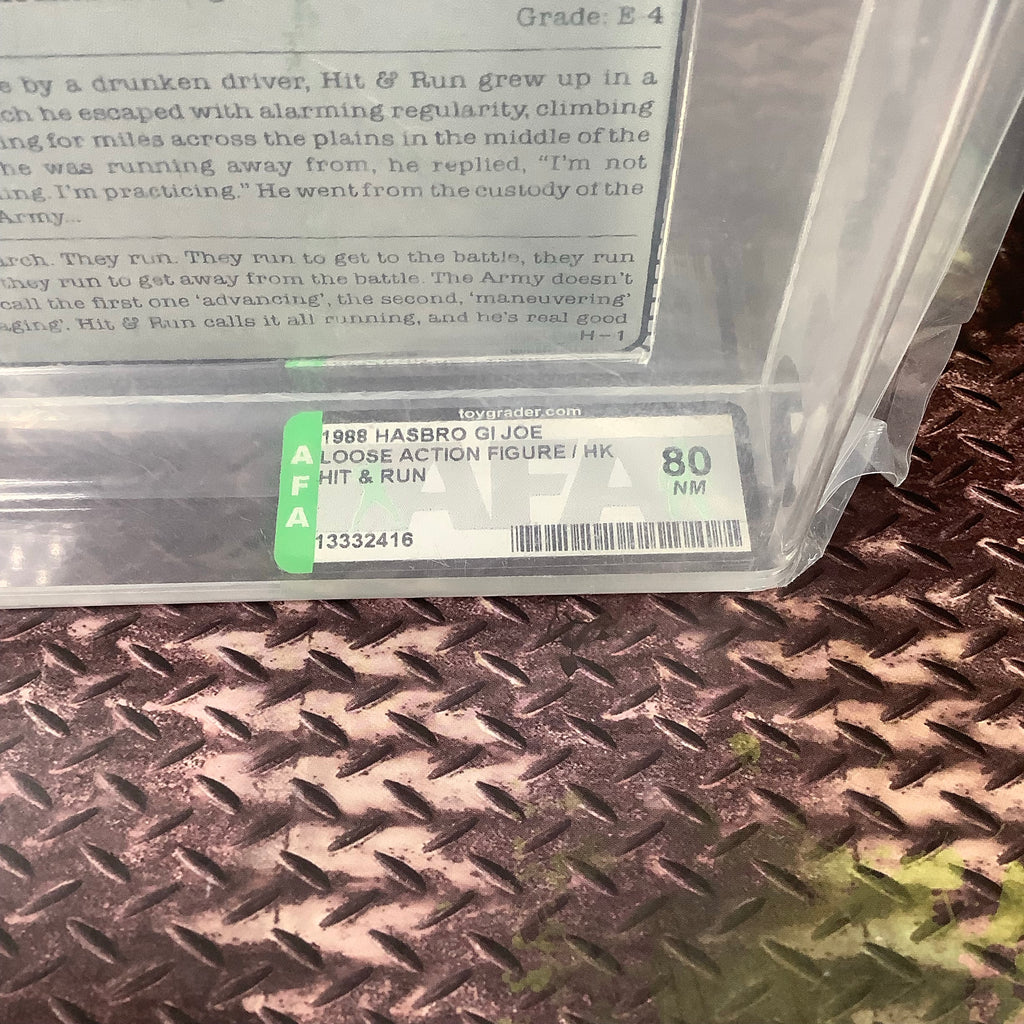 Grade: E-4
by a drunken driver, Hit & Run grew up in a
he escaped with alarming regularity, climbing
for miles across the plains in the middle of the
he was running away from, he replied, “I'm not
I'm practicing.” He went from the custody of the
Army...
They run. They run to get to the battle, they run
they run to get away from the battle. The Army doesn't
call the first one ‘advancing’, the second, ‘maneuvering’
Hit & Run calls it all running, and he's real good
H-1
toygrader.com
1988 HASBRO GI JOE
LOOSE ACTION FIGURE / HK
HIT & RUN
80
NM
AFA
AFA
13332416